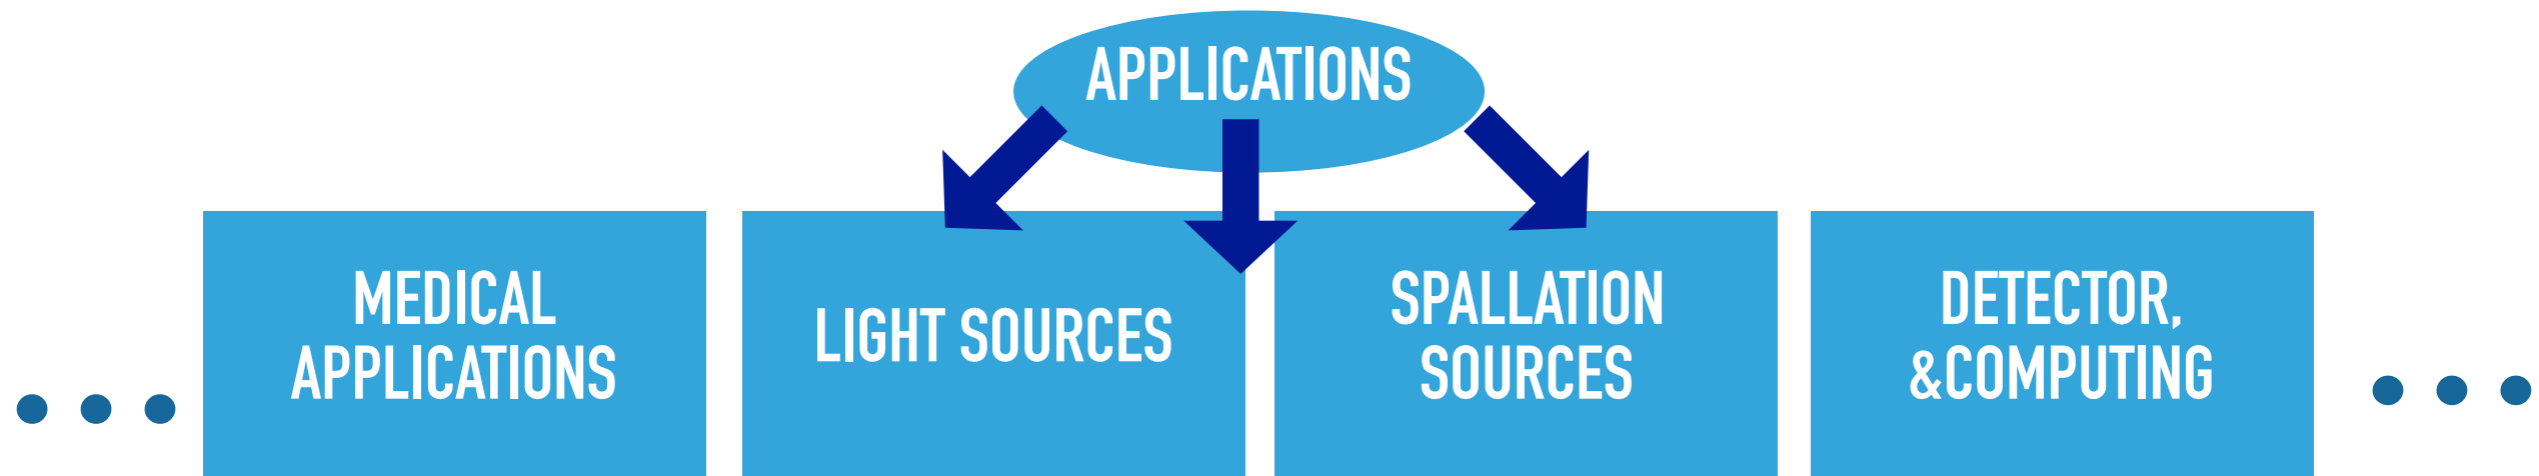 APPLICATIONS
MEDICAL
APPLICATIONS
LIGHT SOURCES
SPALLATION
SOURCES
DETECTOR,
&COMPUTING